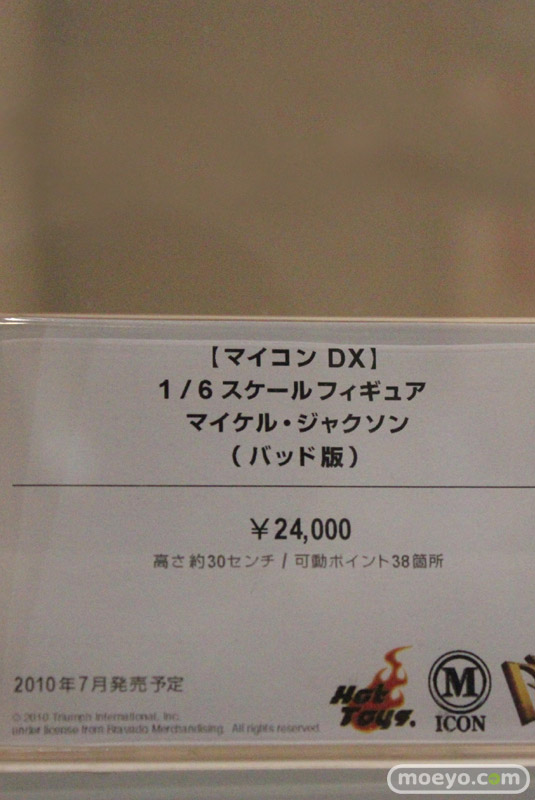 【マイコン DX】
1/6 スケールフィギュア
マイケル・ジャクソン
（バッド版）
￥24,000
高さ約30センチ / 可動ポイント38箇所
2010年7月発売予定
© 2010 Triumph International, Inc.
under license from Bravado Merchandising. All rights reserved.
Hot
Toys.
M
ICON
moeyo.com